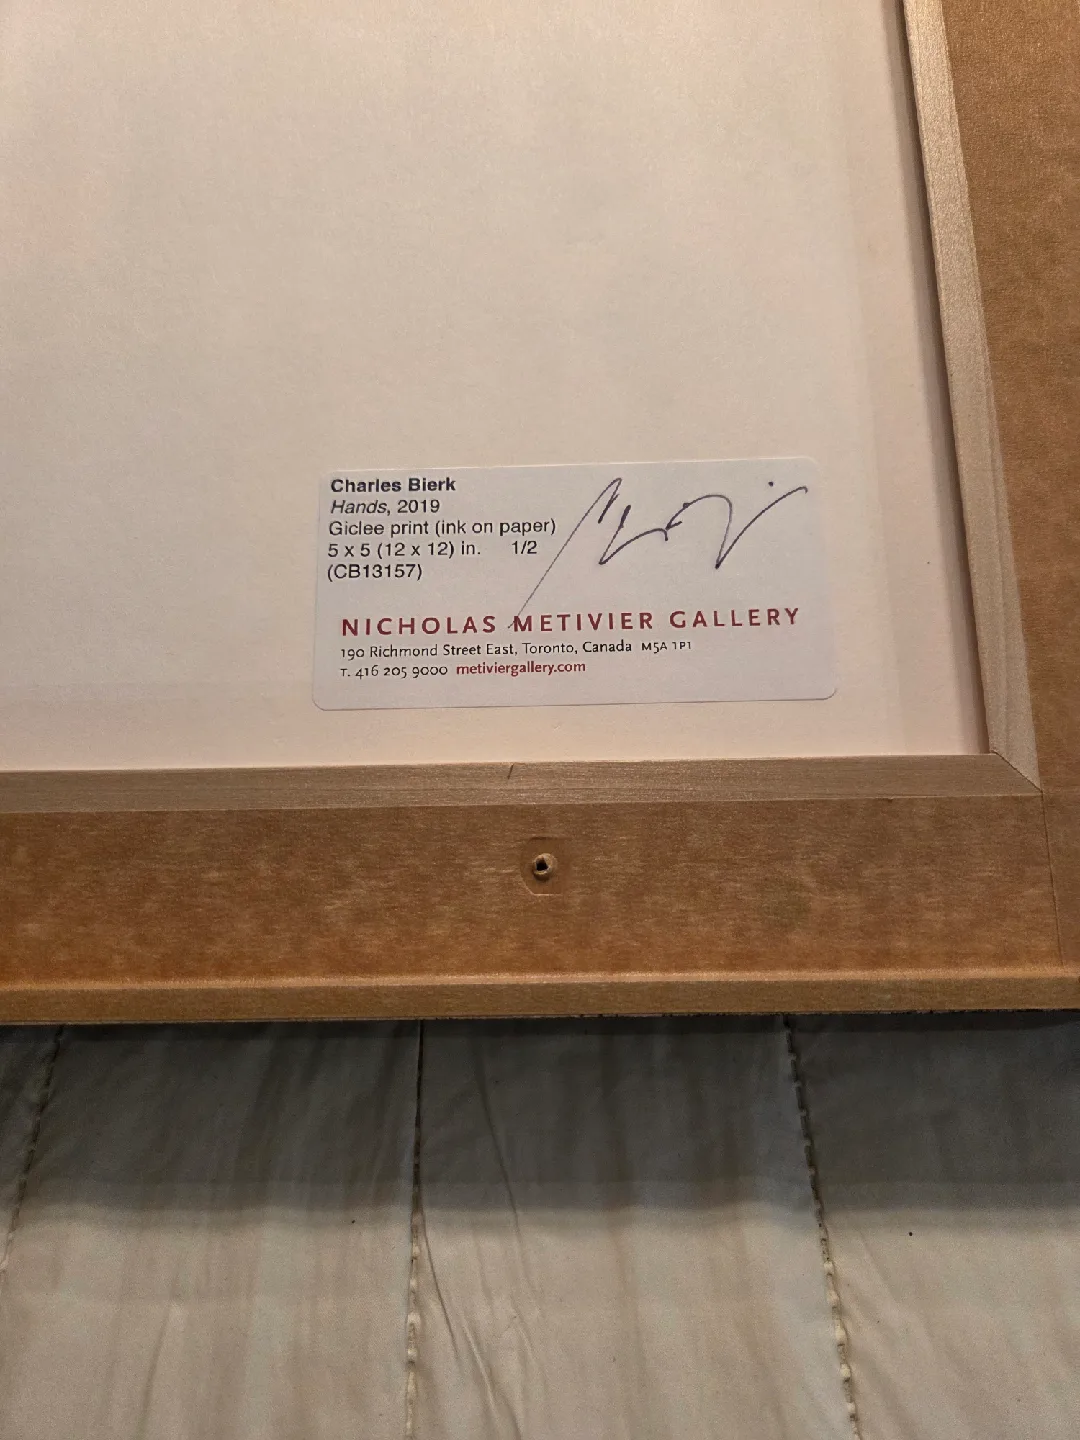 Charles Bierk
Hands, 2019
Giclee print (ink on paper)
5 x 5 (12 x 12) in. 1/2
(CB13157)
NICHOLAS METIVIER GALLERY
190 Richmond Street East, Toronto, Canada M5A 1P1
T. 416 205 9000 metiviergallery.com